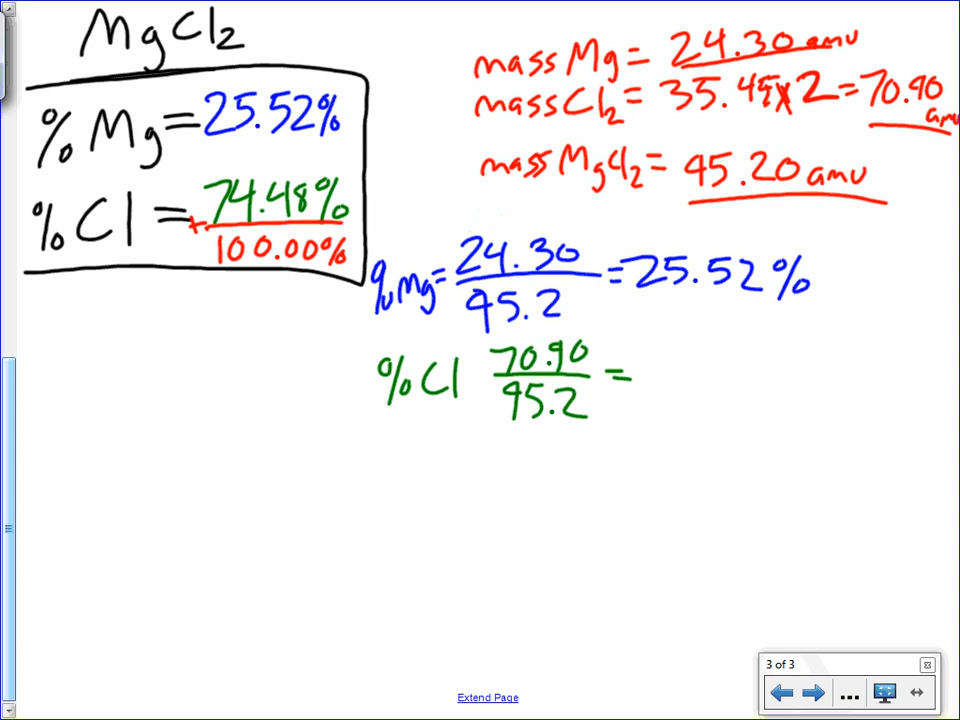 MgCl2
%Mg=25.52%
%Cl=74.48%
+100.00%
mass Mg= 24.30 amu
mass Cl2= 35.45x2=70.90 amu
mass MgCl2= 95.20 amu
%Mg= 24.30/95.2 =25.52%
%Cl 70.90/95.2 =
3 of 3
...
Extend Page